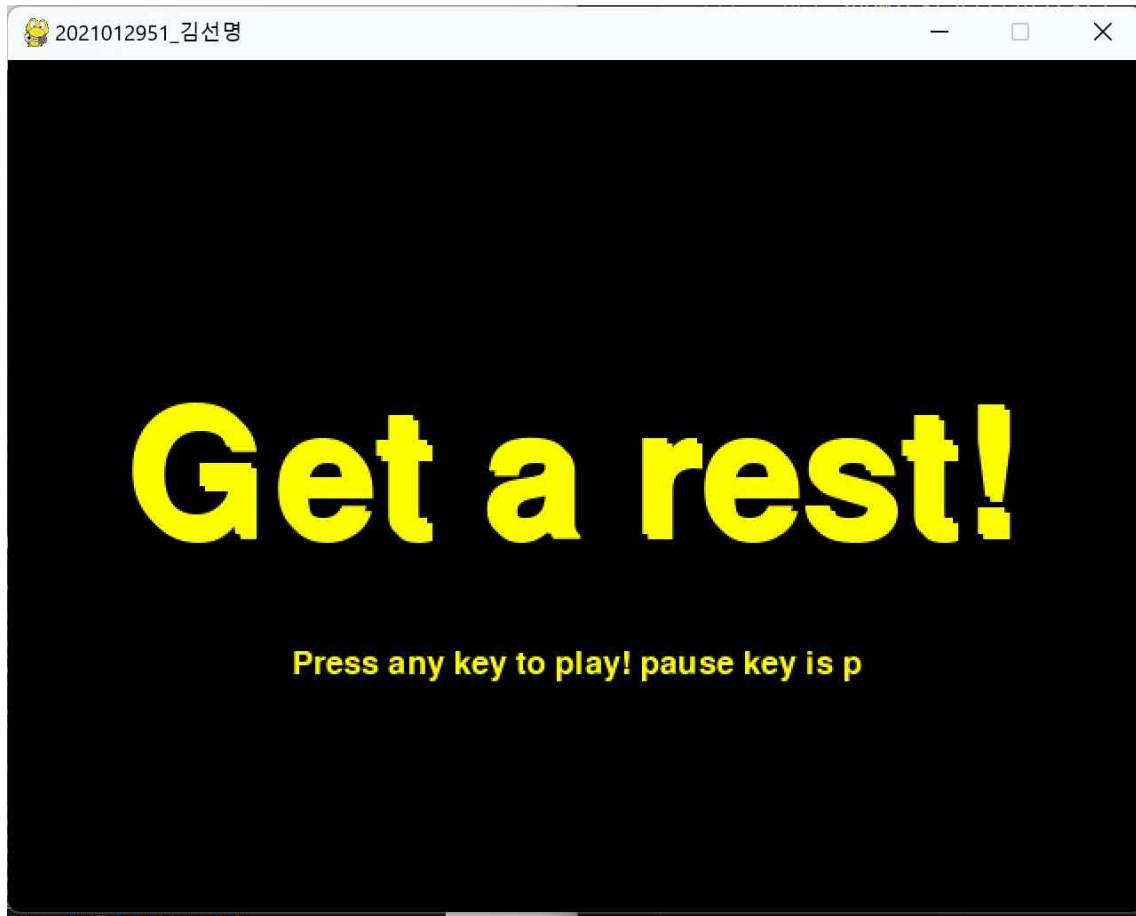 2021012951_김선명
Get a rest!
Press any key to play! pause key is p